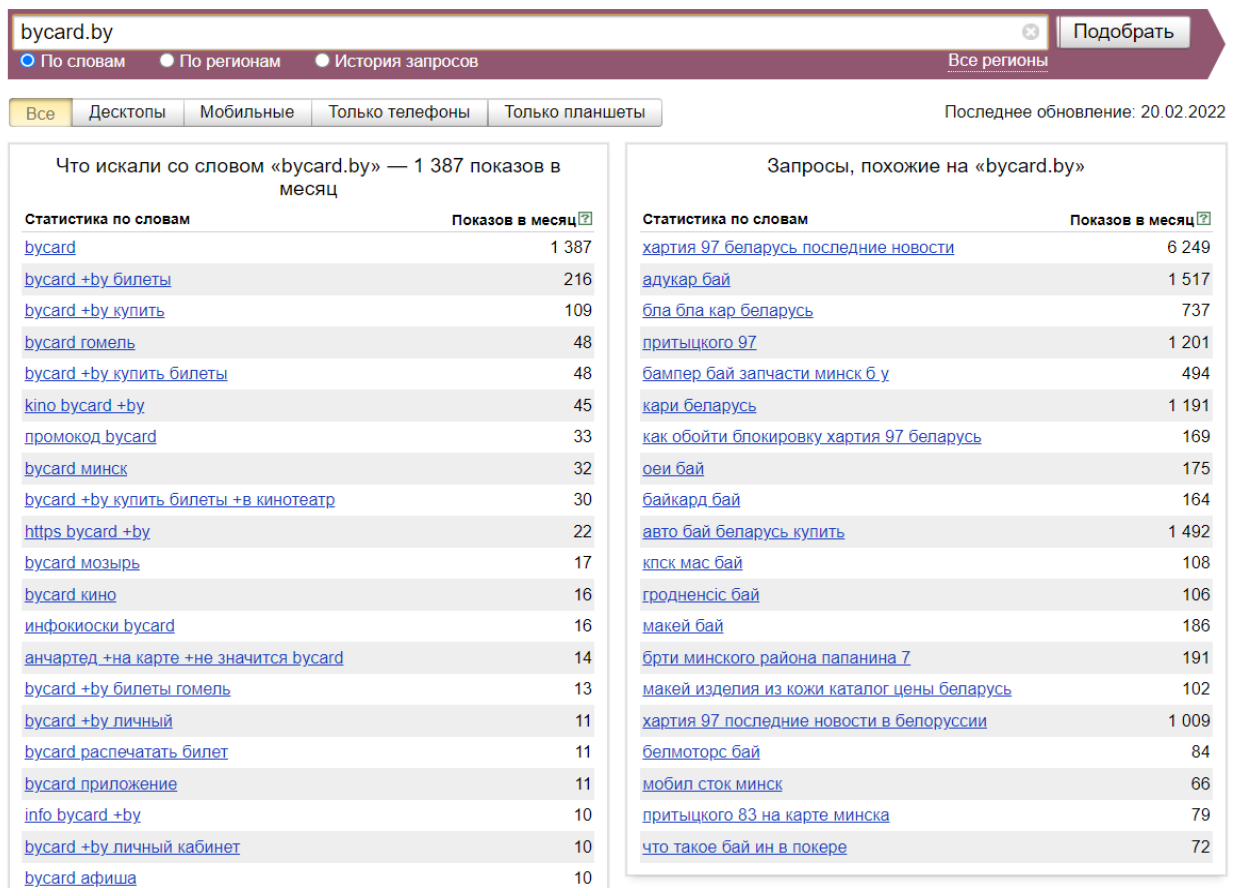 bycard.by
Подобрать
По словам По регионам История запросов Все регионы
Все Десктопы Мобильные Только телефоны Только планшеты Последнее обновление: 20.02.2022
Что искали со словом «bycard.by» — 1 387 показов в
месяц
Статистика по словам Показов в месяц ?
bycard 1 387
bycard +by билеты 216
bycard +by купить 109
bycard гомель 48
bycard +by купить билеты 48
kino bycard +by 45
промокод bycard 33
bycard минск 32
bycard +by купить билеты +в кинотеатр 30
https bycard +by 22
bycard мозырь 17
bycard кино 16
инфокиоски bycard 16
анчартед +на карте +не значится bycard 14
bycard +by билеты гомель 13
bycard +by личный 11
bycard распечатать билет 11
bycard приложение 11
info bycard +by 10
bycard +by личный кабинет 10
bycard афиша 10
Запросы, похожие на «bycard.by»
Статистика по словам Показов в месяц ?
хартия 97 беларусь последние новости 6 249
адукар бай 1 517
бла бла кар беларусь 737
притыцкого 97 1 201
бампер бай запчасти минск б у 494
кари беларусь 1 191
как обойти блокировку хартия 97 беларусь 169
оеи бай 175
байкард бай 164
авто бай беларусь купить 1 492
кпск мас бай 108
гродненсіс бай 106
макей бай 186
брти минского района папанина 7 191
макей изделия из кожи каталог цены беларусь 102
хартия 97 последние новости в белоруссии 1 009
белмоторс бай 84
мобил сток минск 66
притыцкого 83 на карте минска 79
что такое бай ин в покере 72